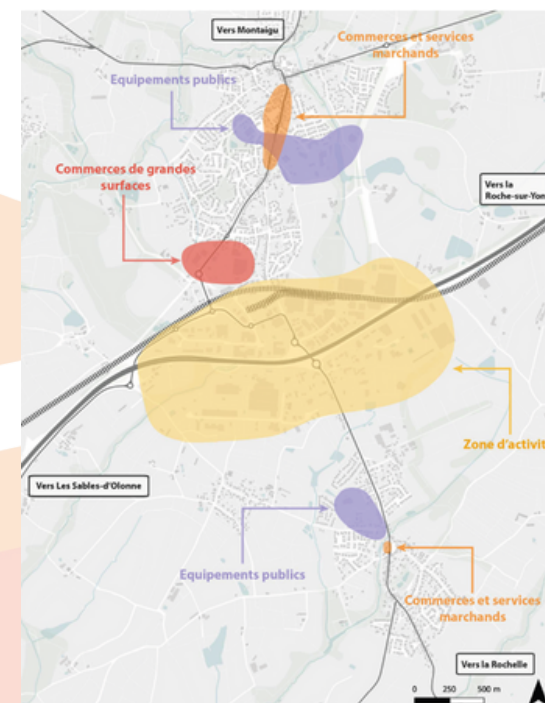 Vers Montaigu
Commerces et services
marchands
Equipements publics
Commerces de grandes
surfaces
Vers la
Roche-sur-Yon
Zone d'activit
Vers Les Sables-d'Olonne
Equipements publics
Commerces et services
marchands
Vers la Rochelle
0 250 500 m